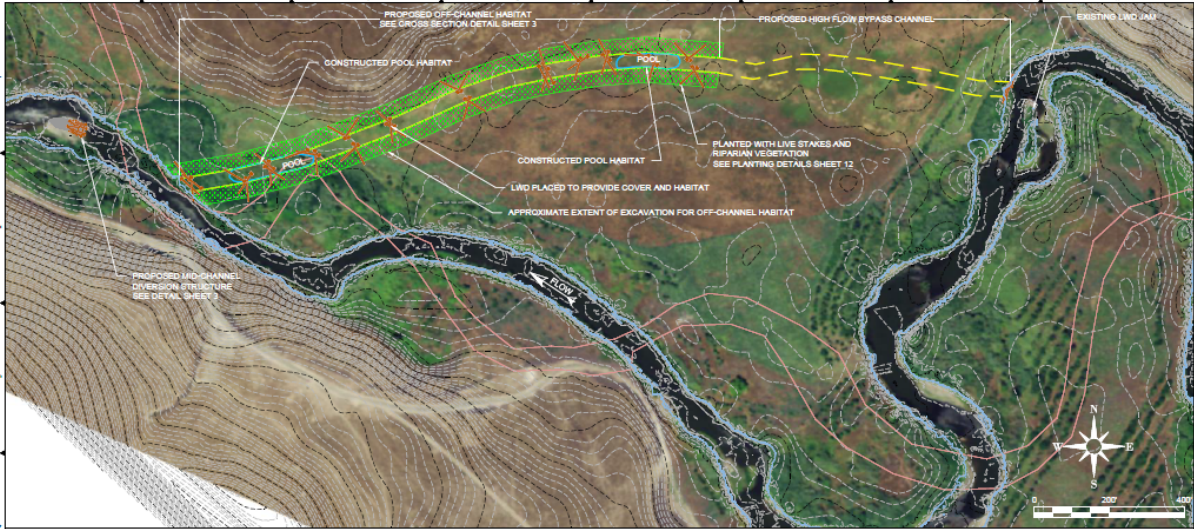 PROPOSED OFF-CHANNEL HABITAT
SEE CROSS SECTION DETAIL SHEET 3
PROPOSED HIGH FLOW BYPASS CHANNEL
EXISTING LWD JAM
CONSTRUCTED POOL HABITAT
POOL
POOL
CONSTRUCTED POOL HABITAT
PLANTED WITH LIVE STAKES AND
RIPARIAN VEGETATION
SEE PLANTING DETAILS SHEET 12
LWD PLACED TO PROVIDE COVER AND HABITAT
APPROXIMATE EXTENT OF EXCAVATION FOR OFF-CHANNEL HABITAT
PROPOSED MID-CHANNEL
DIVERSION STRUCTURE
SEE DETAIL SHEET 3
FLOW
N
W E
S
0 200' 400'